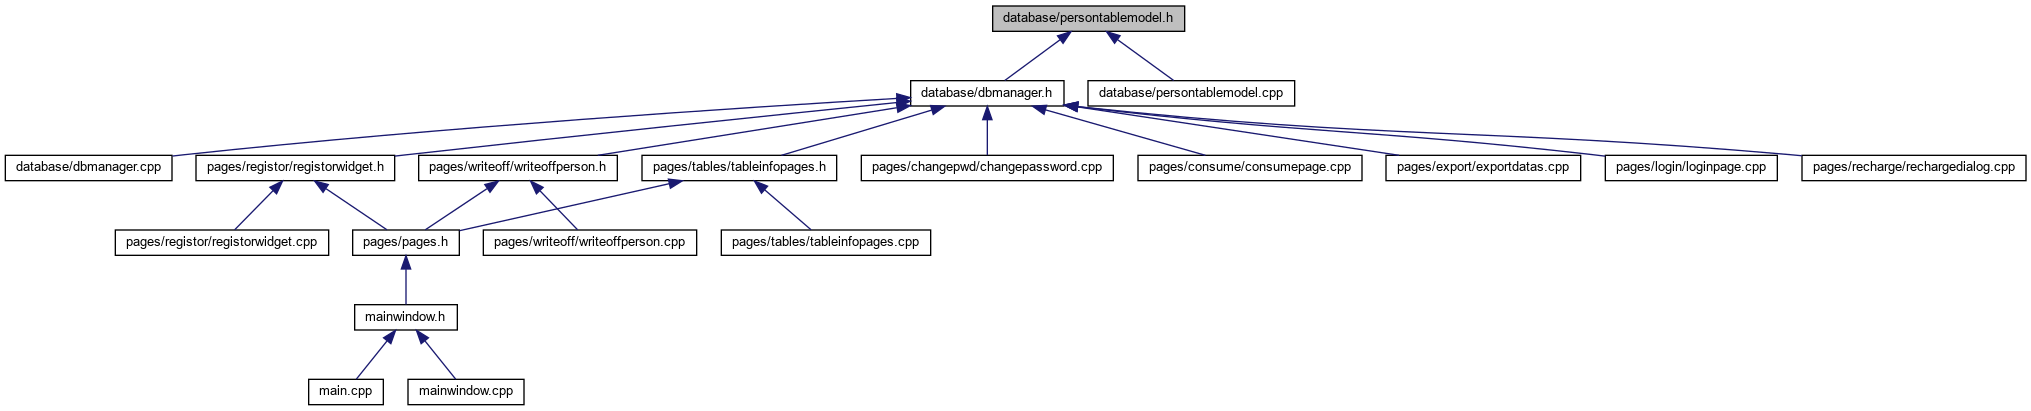 database/persontablemodel.h
database/dbmanager.h
database/persontablemodel.cpp
database/dbmanager.cpp
pages/registor/registorwidget.h
pages/writeoff/writeoffperson.h
pages/tables/tableinfopages.h
pages/changepwd/changepassword.cpp
pages/consume/consumepage.cpp
pages/export/exportdatas.cpp
pages/login/loginpage.cpp
pages/recharge/rechargedialog.cpp
pages/registor/registorwidget.cpp
pages/pages.h
pages/writeoff/writeoffperson.cpp
pages/tables/tableinfopages.cpp
mainwindow.h
main.cpp
mainwindow.cpp